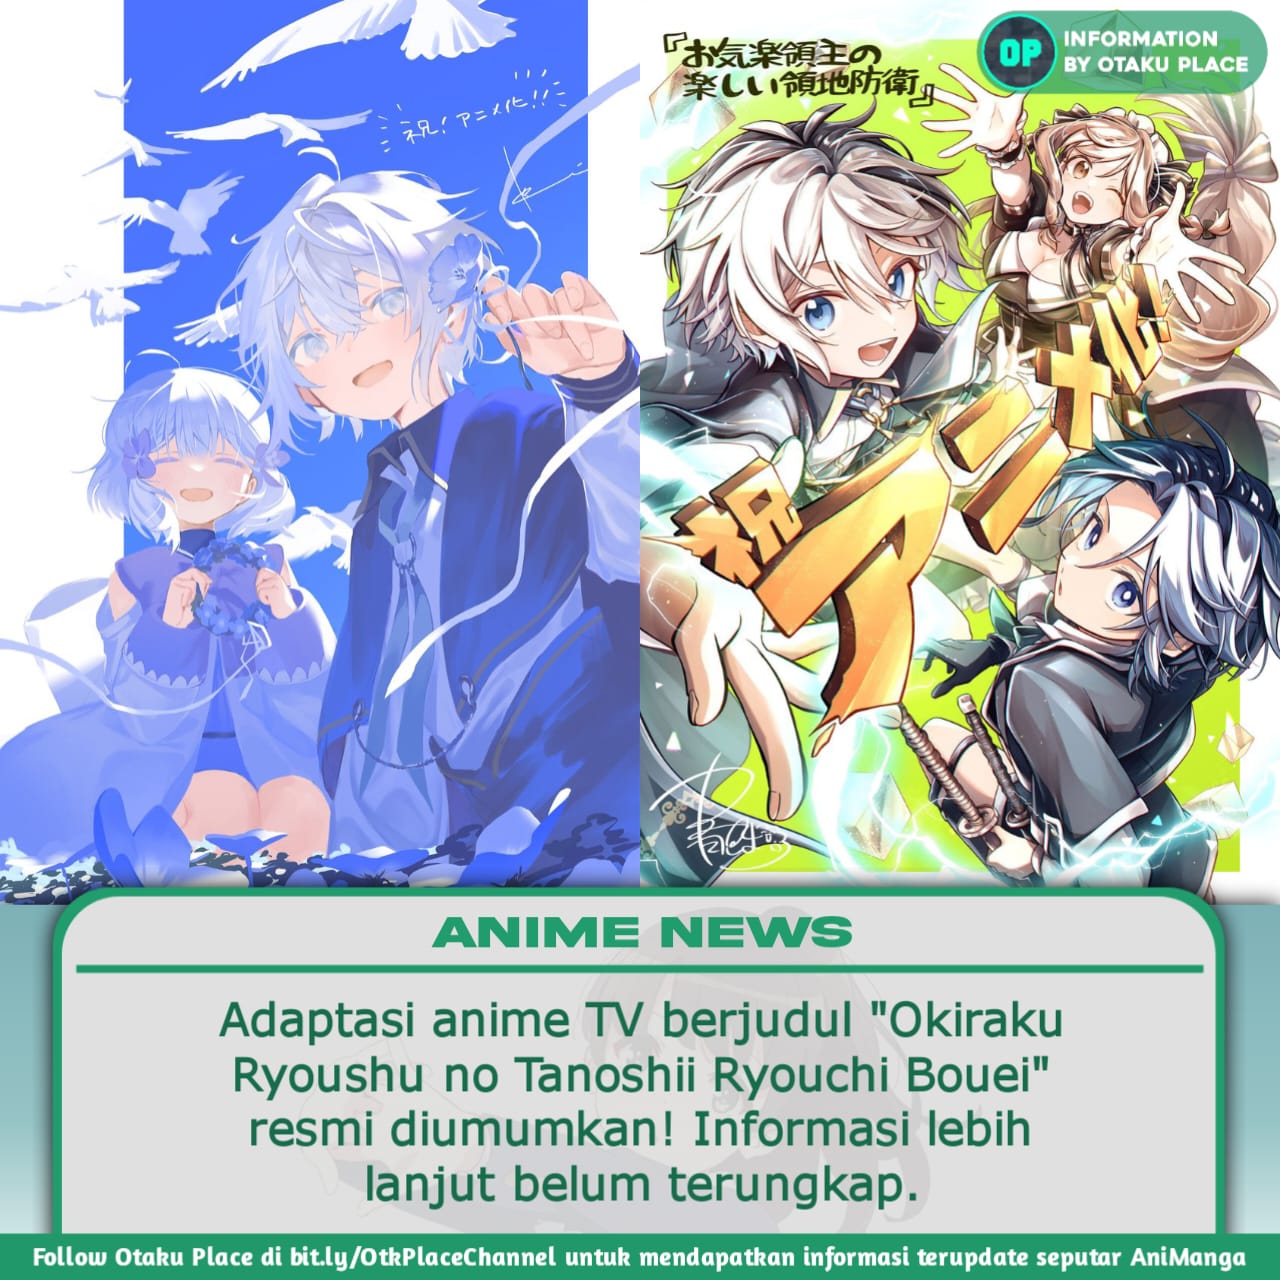 祝！アニメ化！！
『お気楽領主の
楽しい領地防衛』
OP
INFORMATION
BY OTAKU PLACE
祝アニメ化
ANIME NEWS
Adaptasi anime TV berjudul "Okiraku
Ryoushu no Tanoshii Ryouchi Bouei"
resmi diumumkan! Informasi lebih
lanjut belum terungkap.
Follow Otaku Place di bit.ly/OtkPlaceChannel untuk mendapatkan informasi terupdate seputar AniManga